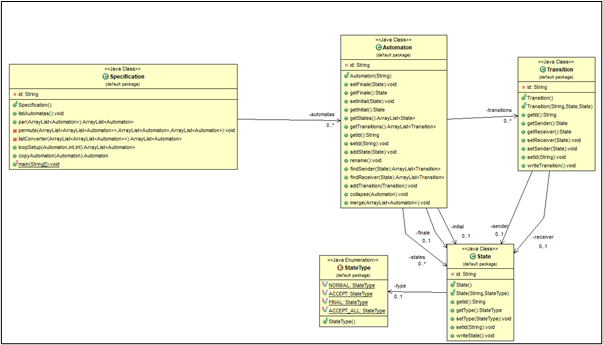 <<Java Class>>
Specification
(default package)
id: String
Specification()
listAutomatas():void
par(ArrayList<Automaton>):ArrayList<Automaton>
permute(ArrayList<ArrayList<Automaton>>,ArrayList<Automaton>,ArrayList<Automaton>):void
listConverter(ArrayList<ArrayList<Automaton>>):ArrayList<Automaton>
loopSetup(Automaton,int,int):ArrayList<Automaton>
copyAutomaton(Automaton):Automaton
main(String[]):void
-automatas
0..*
<<Java Class>>
Automaton
(default package)
id: String
Automaton(String)
setFinale(State):void
getFinale():State
setInitial(State):void
getInitial():State
getStates():ArrayList<State>
getTransitions():ArrayList<Transition>
getId():String
setId(String):void
addState(State):void
rename():void
findSender(State):ArrayList<Transition>
findReceiver(State):ArrayList<Transition>
addTransition(Transition):void
collapse(Automaton):void
merge(ArrayList<Automaton>):void
-transitions
0..*
<<Java Class>>
Transition
(default package)
id: String
Transition()
Transition(String,State,State)
getId():String
getSender():State
getReceiver():State
setReceiver(State):void
setSender(State):void
setId(String):void
writeTransition():void
-finale
0..1
-initial
0..1
-sender
0..1
-receiver
0..1
-states
0..*
<<Java Enumeration>>
StateType
(default package)
NORMAL: StateType
ACCEPT: StateType
FINAL: StateType
ACCEPT_ALL: StateType
StateType()
-type
0..1
<<Java Class>>
State
(default package)
id: String
State()
State(String,StateType)
getId():String
getType():StateType
setType(StateType):void
setId(String):void
writeState():void